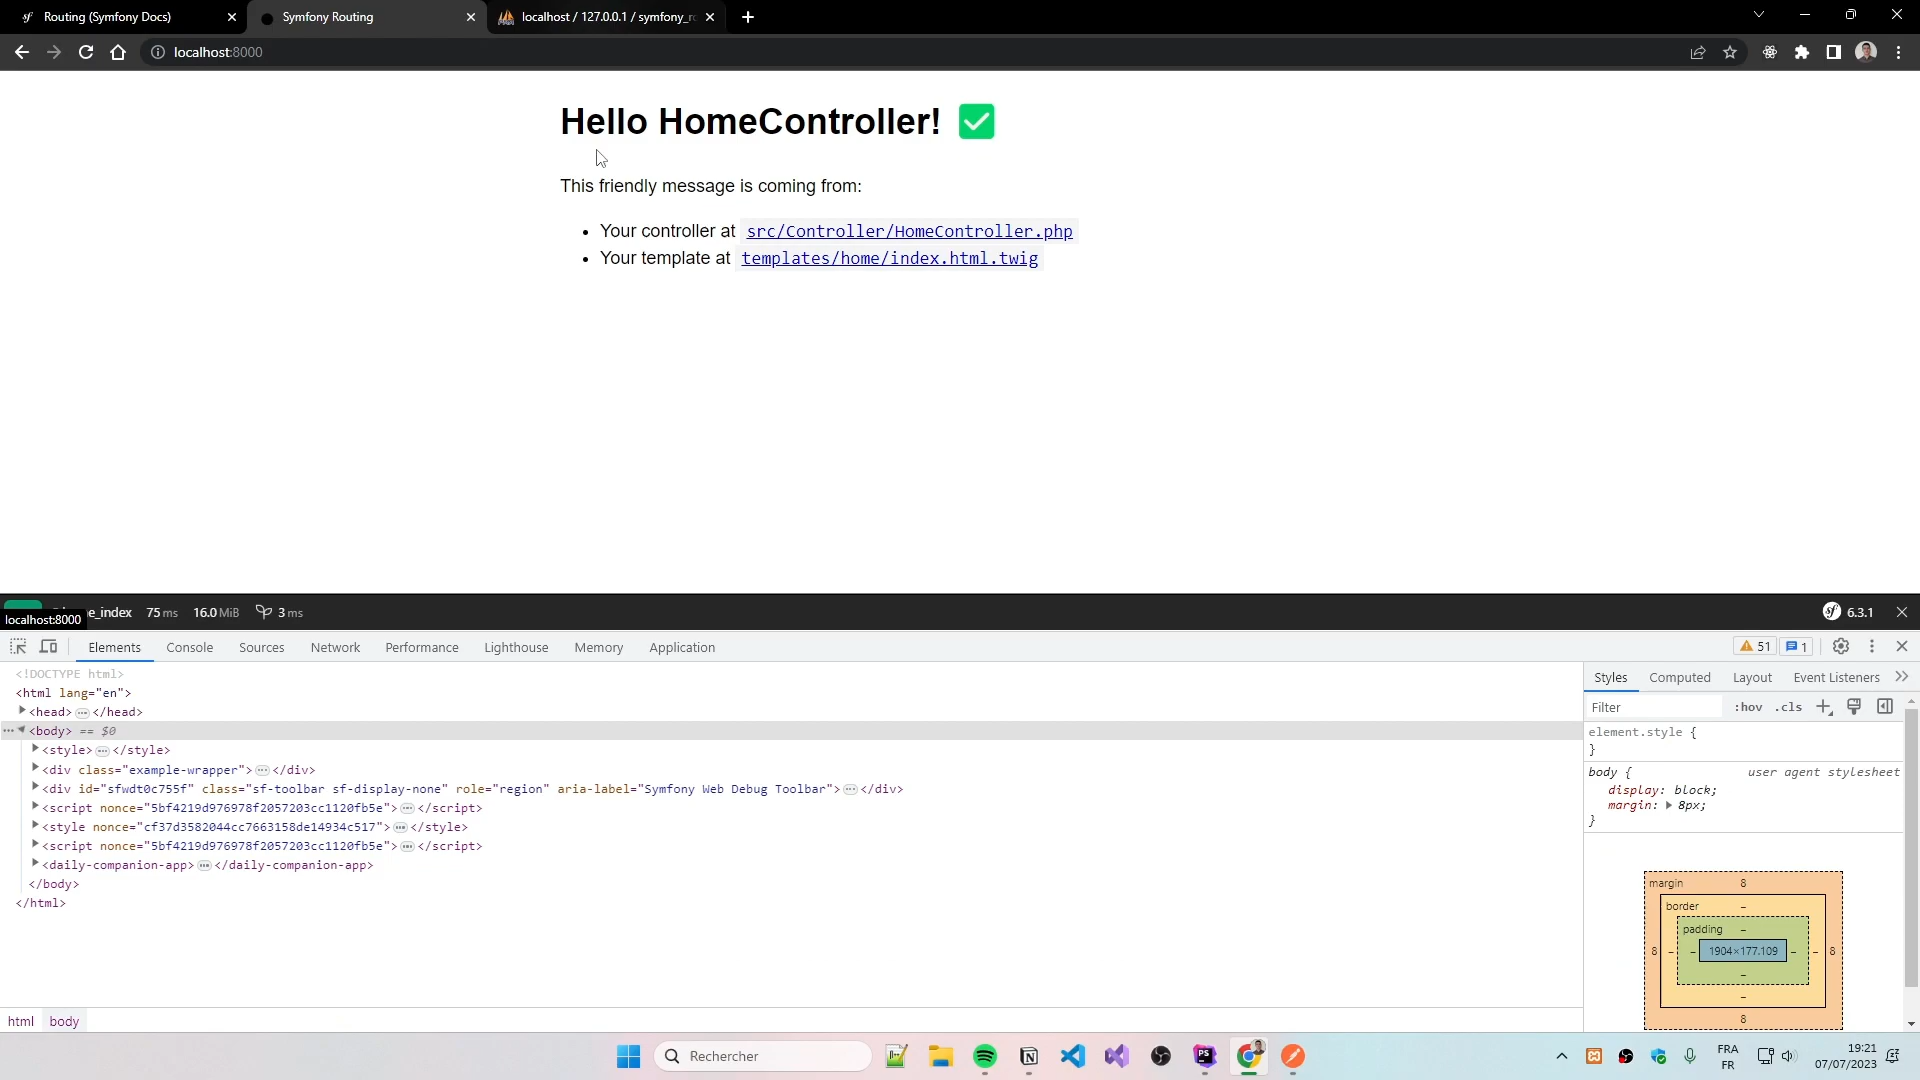 Routing (Symfony Docs)
Symfony Routing
localhost / 127.0.0.1 / symfony_ro
localhost:8000
Hello HomeController! ✅
This friendly message is coming from:
• Your controller at src/Controller/HomeController.php
• Your template at templates/home/index.html.twig
e_index 75 ms 16.0 MiB 3 ms
6.3.1
localhost:8000
Elements Console Sources Network Performance Lighthouse Memory Application
51 1
<!DOCTYPE html>
<html lang="en">
<head> … </head>
<body> == $0
<style> … </style>
<div class="example-wrapper"> … </div>
<div id="sfwdt0c755f" class="sf-toolbar sf-display-none" role="region" aria-label="Symfony Web Debug Toolbar"> … </div>
<script nonce="5bf4219d976978f2057203cc1120fb5e"> … </script>
<style nonce="cf37d3582044cc7663158de14934c517"> … </style>
<script nonce="5bf4219d976978f2057203cc1120fb5e"> … </script>
<daily-companion-app> … </daily-companion-app>
</body>
</html>
html body
Styles Computed Layout Event Listeners
Filter :hov .cls
element.style {
}
body { user agent stylesheet
display: block;
margin: 8px;
}
margin 8
border –
padding –
8 – – 1904×177.109 – – 8
–
–
8
Rechercher
PS
FRA
FR
19:21
07/07/2023